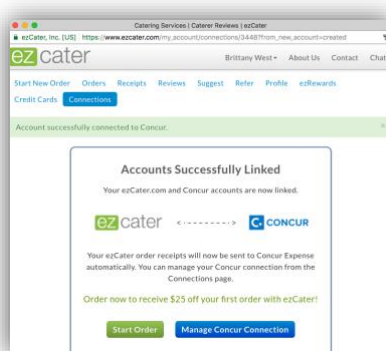 Catering Services | Caterer Reviews | ezCater
ezCater, Inc. [US] https://www.ezcater.com/my_account/connections/3448?from_new_account=created
ez cater
Brittany West About Us Contact Chat
Start New Order Orders Receipts Reviews Suggest Refer Profile ezRewards
Credit Cards Connections
Account successfully connected to Concur.
Accounts Successfully Linked
Your ezCater.com and Concur accounts are now linked.
ez cater <--------> C. CONCUR
Your ezCater order receipts will now be sent to Concur Expense
automatically. You can manage your Concur connection from the
Connections page.
Order now to receive $25 off your first order with ezCater!
Start Order Manage Concur Connection